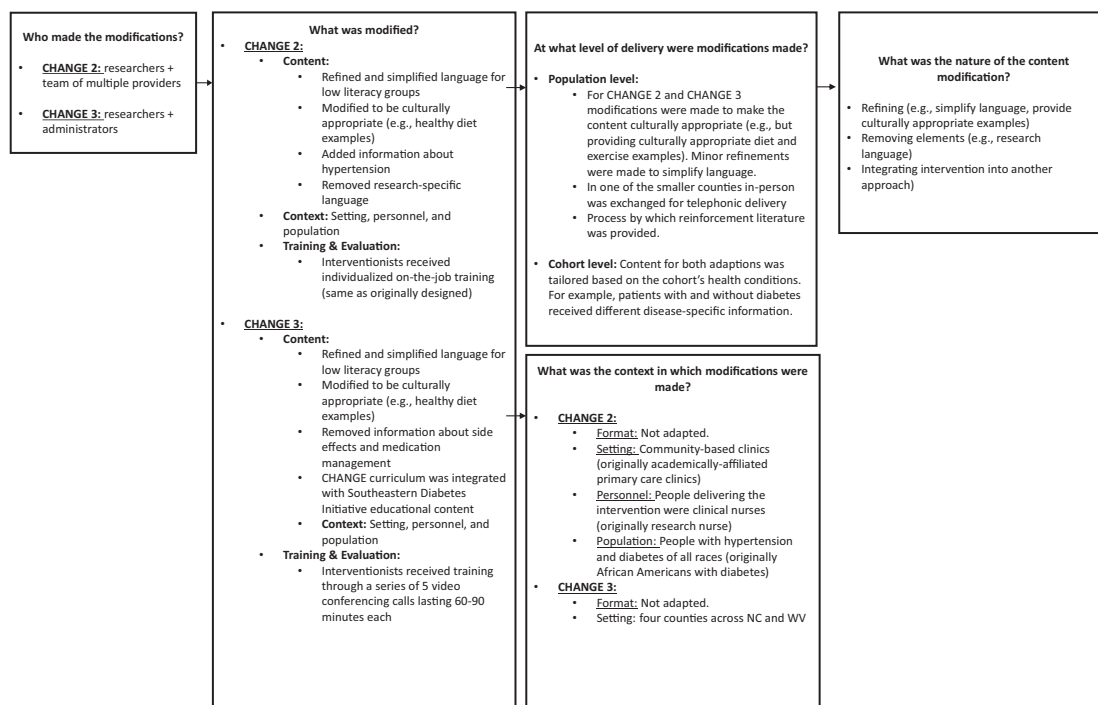 Who made the modifications?
• CHANGE 2: researchers +
team of multiple providers
• CHANGE 3: researchers +
administrators
What was modified?
• CHANGE 2:
• Content:
• Refined and simplified language for
low literacy groups
• Modified to be culturally
appropriate (e.g., healthy diet
examples)
• Added information about
hypertension
• Removed research-specific
language
• Context: Setting, personnel, and
population
• Training & Evaluation:
• Interventionists received
individualized on-the-job training
(same as originally designed)
• CHANGE 3:
• Content:
• Refined and simplified language for
low literacy groups
• Modified to be culturally
appropriate (e.g., healthy diet
examples)
• Removed information about side
effects and medication
management
• CHANGE curriculum was integrated
with Southeastern Diabetes
Initiative educational content
• Context: Setting, personnel, and
population
• Training & Evaluation:
• Interventionists received training
through a series of 5 video
conferencing calls lasting 60-90
minutes each
At what level of delivery were modifications made?
• Population level:
• For CHANGE 2 and CHANGE 3
modifications were made to make the
content culturally appropriate (e.g., but
providing culturally appropriate diet and
exercise examples). Minor refinements
were made to simplify language.
• In one of the smaller counties in-person
was exchanged for telephonic delivery
• Process by which reinforcement literature
was provided.
• Cohort level: Content for both adaptions was
tailored based on the cohort's health conditions.
For example, patients with and without diabetes
received different disease-specific information.
What was the context in which modifications were
made?
• CHANGE 2:
• Format: Not adapted.
• Setting: Community-based clinics
(originally academically-affiliated
primary care clinics)
• Personnel: People delivering the
intervention were clinical nurses
(originally research nurse)
• Population: People with hypertension
and diabetes of all races (originally
African Americans with diabetes)
• CHANGE 3:
• Format: Not adapted.
• Setting: four counties across NC and WV
What was the nature of the content
modification?
• Refining (e.g., simplify language, provide
culturally appropriate examples)
• Removing elements (e.g., research
language)
• Integrating intervention into another
approach)